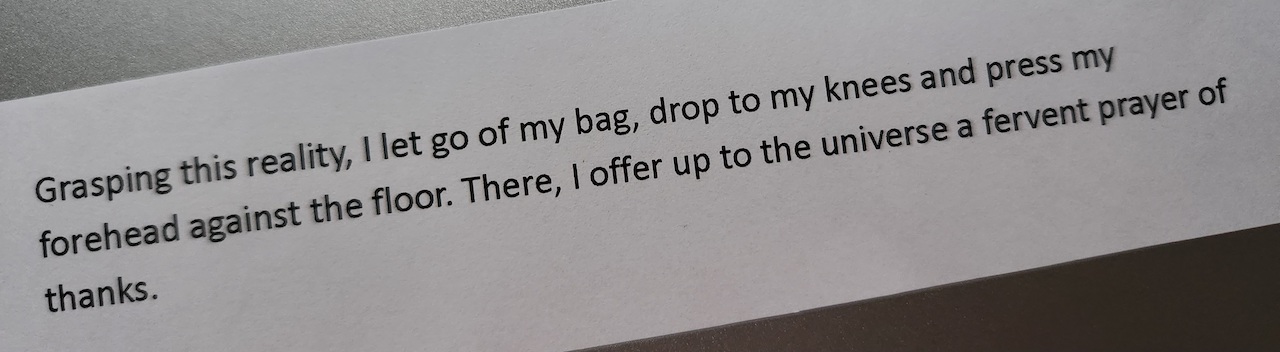 Grasping this reality, I let go of my bag, drop to my knees and press my
forehead against the floor. There, I offer up to the universe a fervent prayer of
thanks.